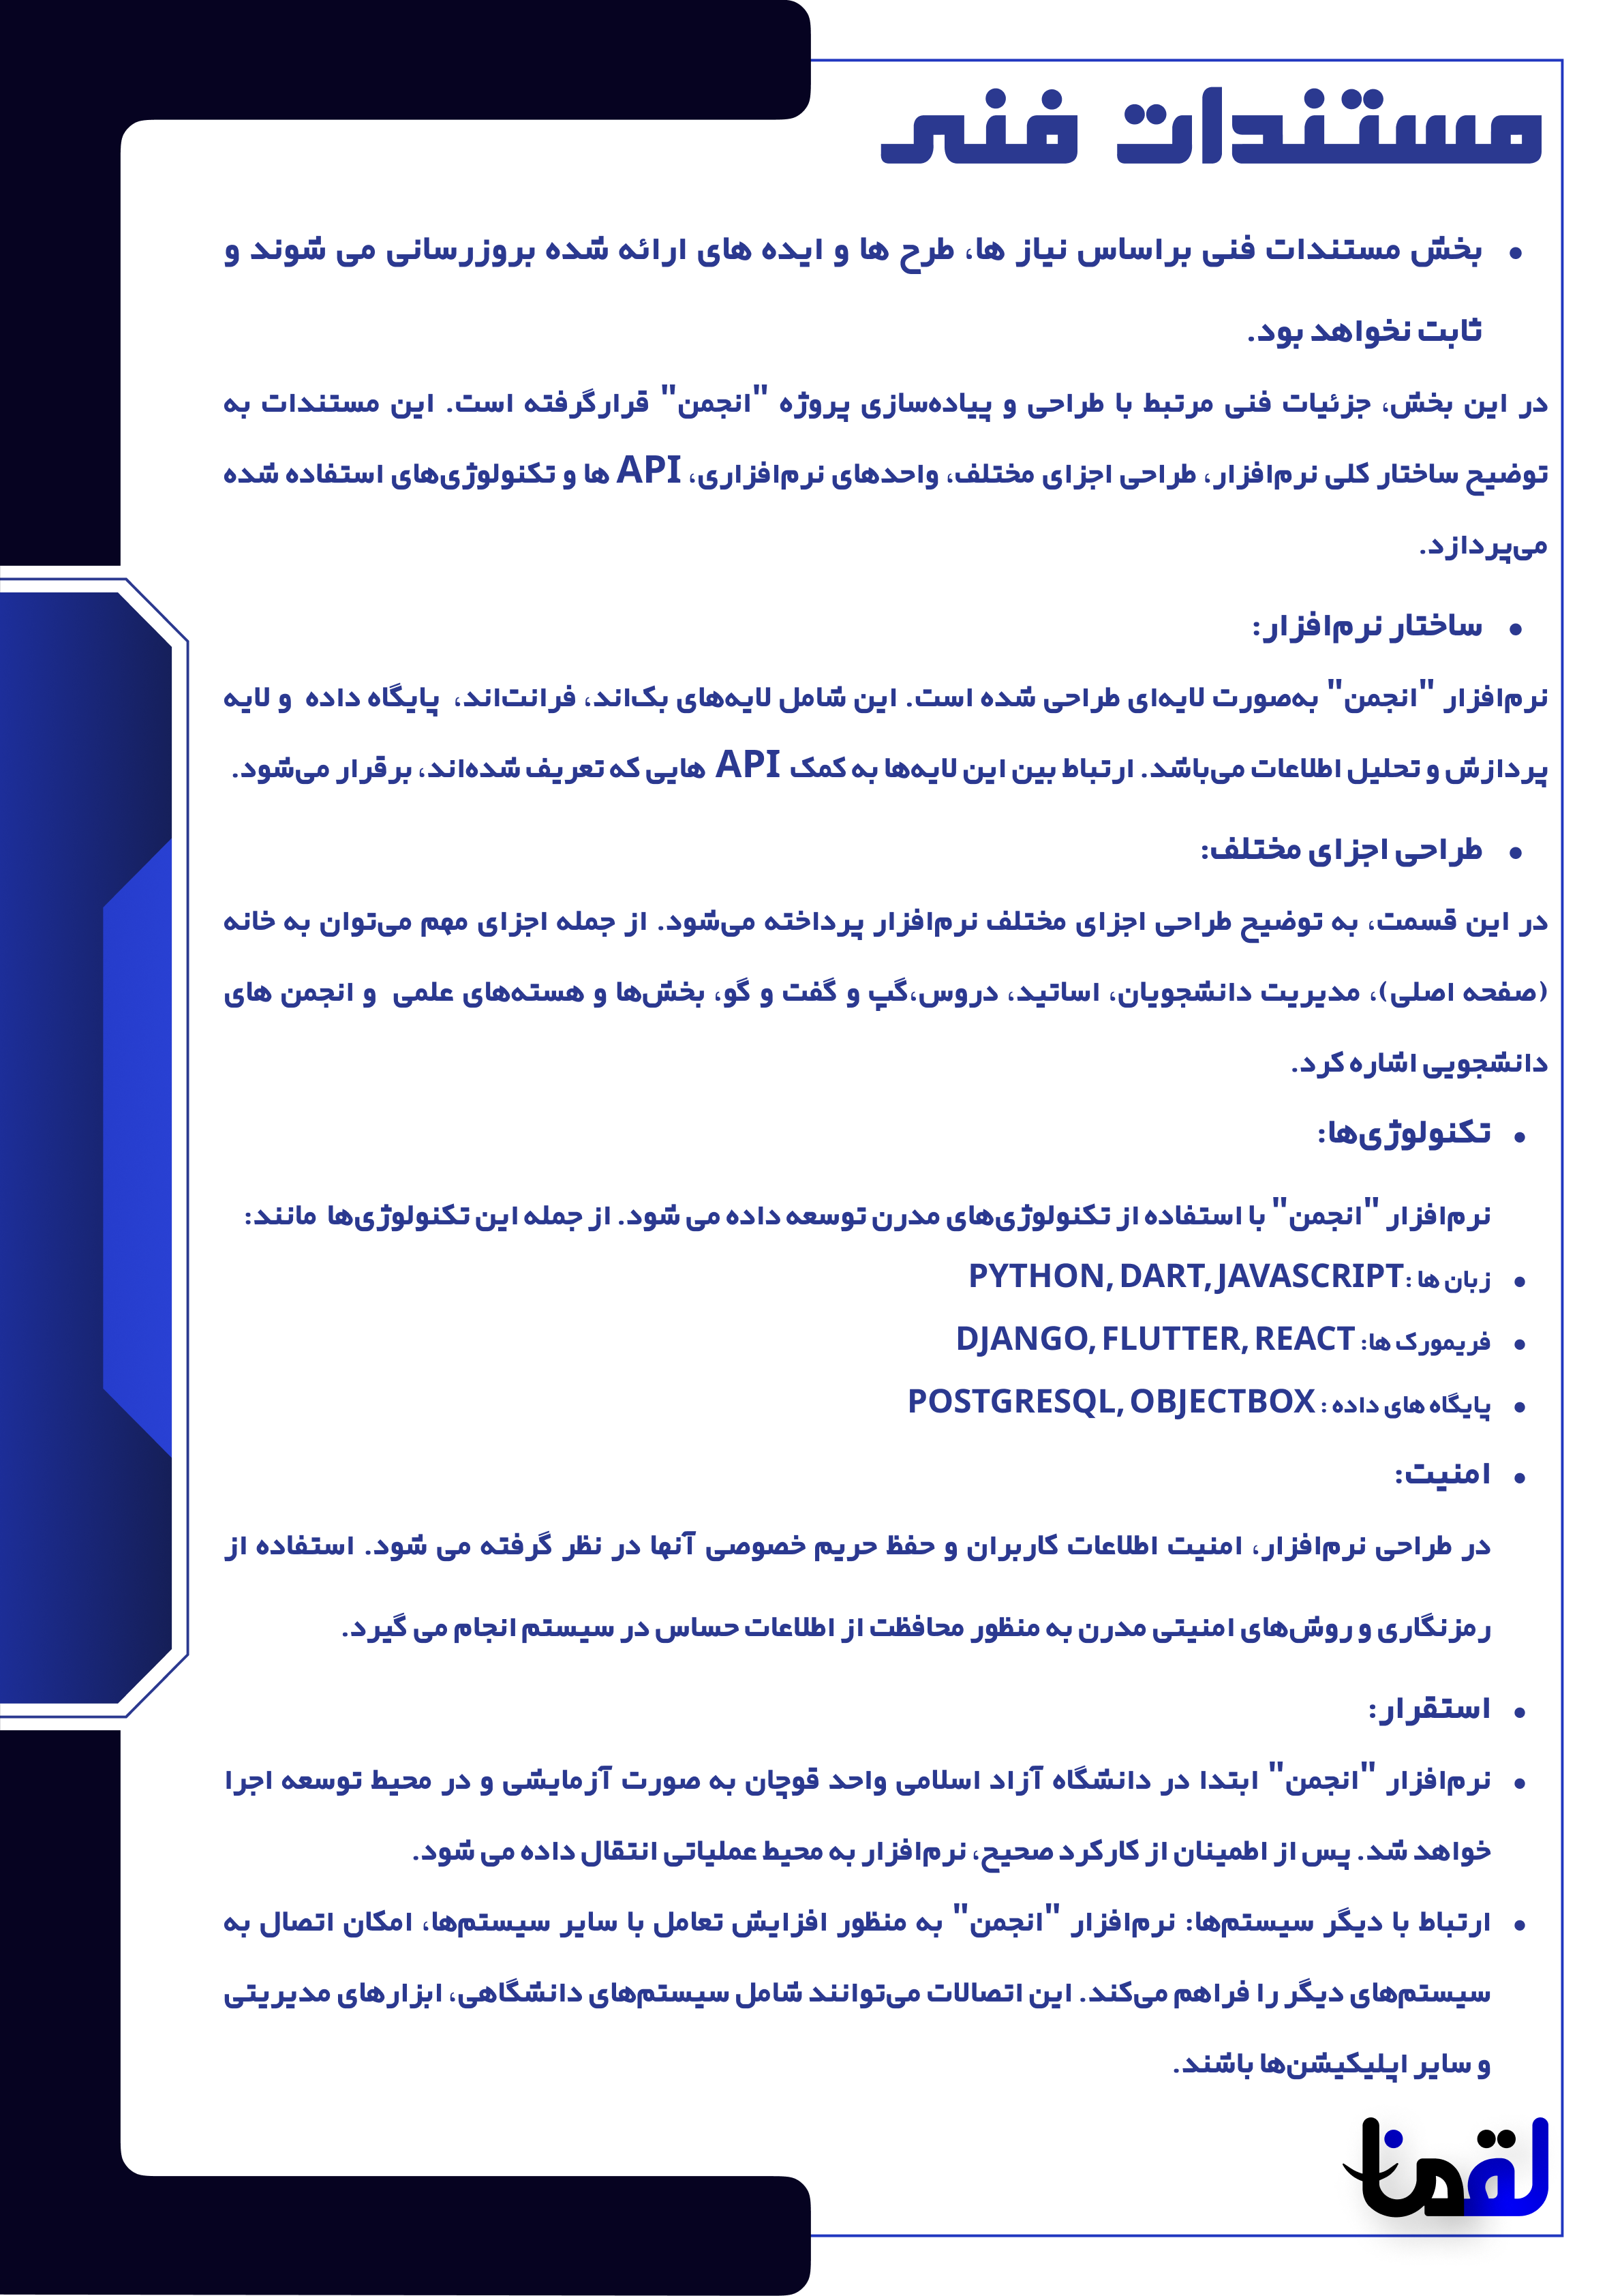 مستندات فنی
• بخش مستندات فنی براساس نیاز ها، طرح ها و ایده های ارائه شده بروزرسانی می شوند و
ثابت نخواهد بود.
در این بخش، جزئیات فنی مرتبط با طراحی و پیاده‌سازی پروژه "انجمن" قرارگرفته است. این مستندات به
توضیح ساختار کلی نرم‌افزار، طراحی اجزای مختلف، واحدهای نرم‌افزاری، API ها و تکنولوژی‌های استفاده شده
می‌پردازد.
• ساختار نرم‌افزار:
نرم‌افزار "انجمن" به‌صورت لایه‌ای طراحی شده است. این شامل لایه‌های بک‌اند، فرانت‌اند، پایگاه داده و لایه
پردازش و تحلیل اطلاعات می‌باشد. ارتباط بین این لایه‌ها به کمک API هایی که تعریف شده‌اند، برقرار می‌شود.
• طراحی اجزای مختلف:
در این قسمت، به توضیح طراحی اجزای مختلف نرم‌افزار پرداخته می‌شود. از جمله اجزای مهم می‌توان به خانه
(صفحه اصلی)، مدیریت دانشجویان، اساتید، دروس،گپ و گفت و گو، بخش‌ها و هسته‌های علمی و انجمن های
دانشجویی اشاره کرد.
• تکنولوژی‌ها:
نرم‌افزار "انجمن" با استفاده از تکنولوژی‌های مدرن توسعه داده می شود. از جمله این تکنولوژی‌ها مانند:
• زبان ها :PYTHON, DART,JAVASCRIPT
• فریمورک ها: DJANGO, FLUTTER, REACT
• پایگاه های داده : POSTGRESQL, OBJECTBOX
• امنیت:
در طراحی نرم‌افزار، امنیت اطلاعات کاربران و حفظ حریم خصوصی آنها در نظر گرفته می شود. استفاده از
رمزنگاری و روش‌های امنیتی مدرن به منظور محافظت از اطلاعات حساس در سیستم انجام می گیرد.
• استقرار:
• نرم‌افزار "انجمن" ابتدا در دانشگاه آزاد اسلامی واحد قوچان به صورت آزمایشی و در محیط توسعه اجرا
خواهد شد. پس از اطمینان از کارکرد صحیح، نرم‌افزار به محیط عملیاتی انتقال داده می شود.
• ارتباط با دیگر سیستم‌ها: نرم‌افزار "انجمن" به منظور افزایش تعامل با سایر سیستم‌ها، امکان اتصال به
سیستم‌های دیگر را فراهم می‌کند. این اتصالات می‌توانند شامل سیستم‌های دانشگاهی، ابزارهای مدیریتی
و سایر اپلیکیشن‌ها باشند.